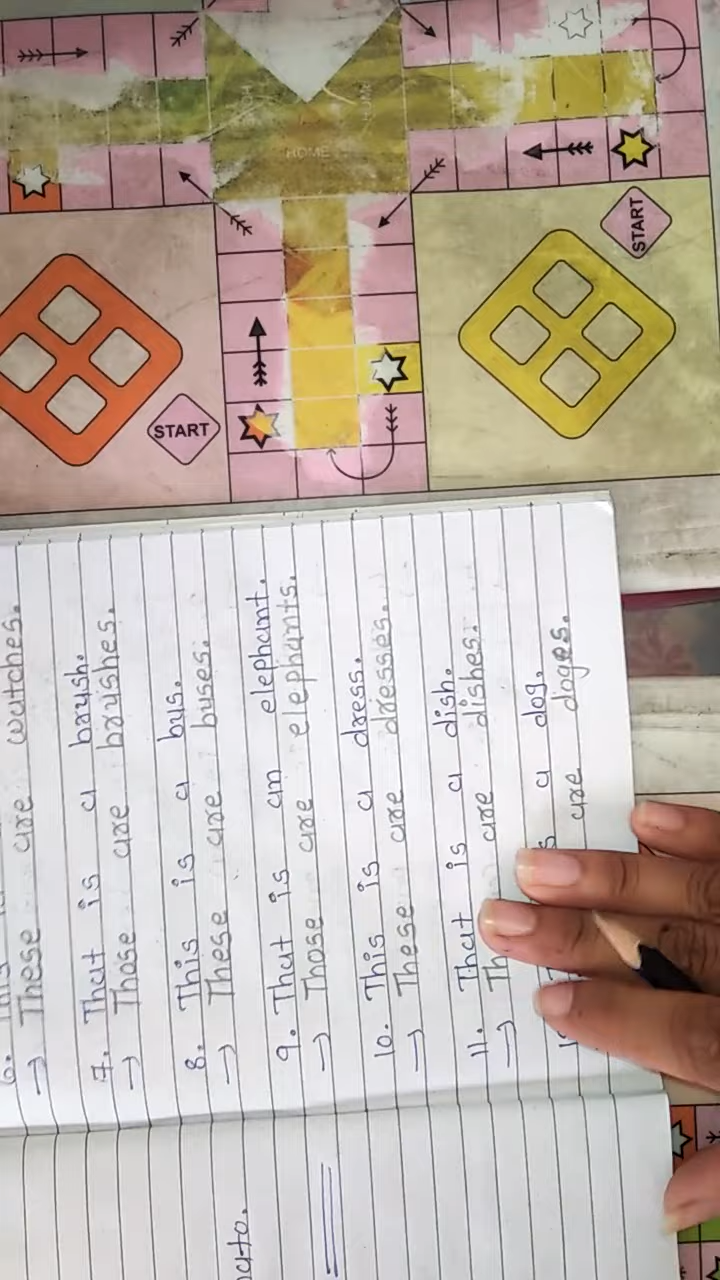 HOME
START
START
These are watches.
7. That is a brush.
→ Those are brushes.
8. This is a bus.
→ These are buses.
9. That is an elephant.
→ Those are elephants.
10. This is a dress.
→ These are dresses.
11. That is a dish.
→ are dishes.
a dog.
are doges.